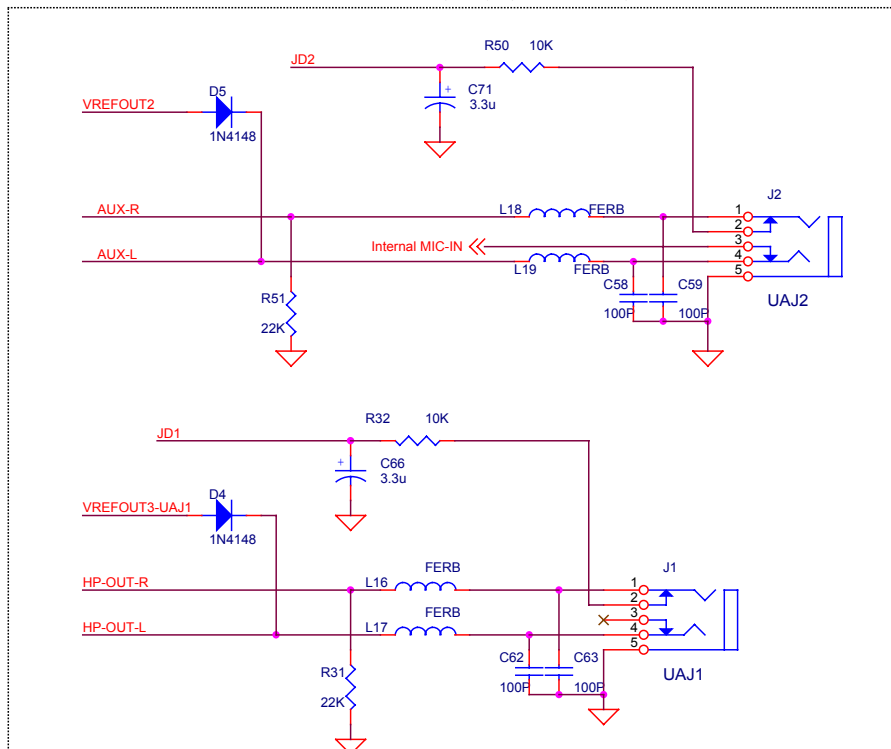 R50 10K
JD2
C71
3.3u
+
D5
VREFOUT2
1N4148
J2
AUX-R
L18 FERB
1
2
Internal MIC-IN
3
AUX-L
4
L19 FERB
5
C58 C59
R51
100P 100P
22K
UAJ2
R32 10K
JD1
C66
3.3u
+
D4
VREFOUT3-UAJ1
1N4148
FERB
J1
HP-OUT-R
L16
1
2
FERB
3
HP-OUT-L
L17
4
5
C62 C63
R31
100P 100P
22K
UAJ1